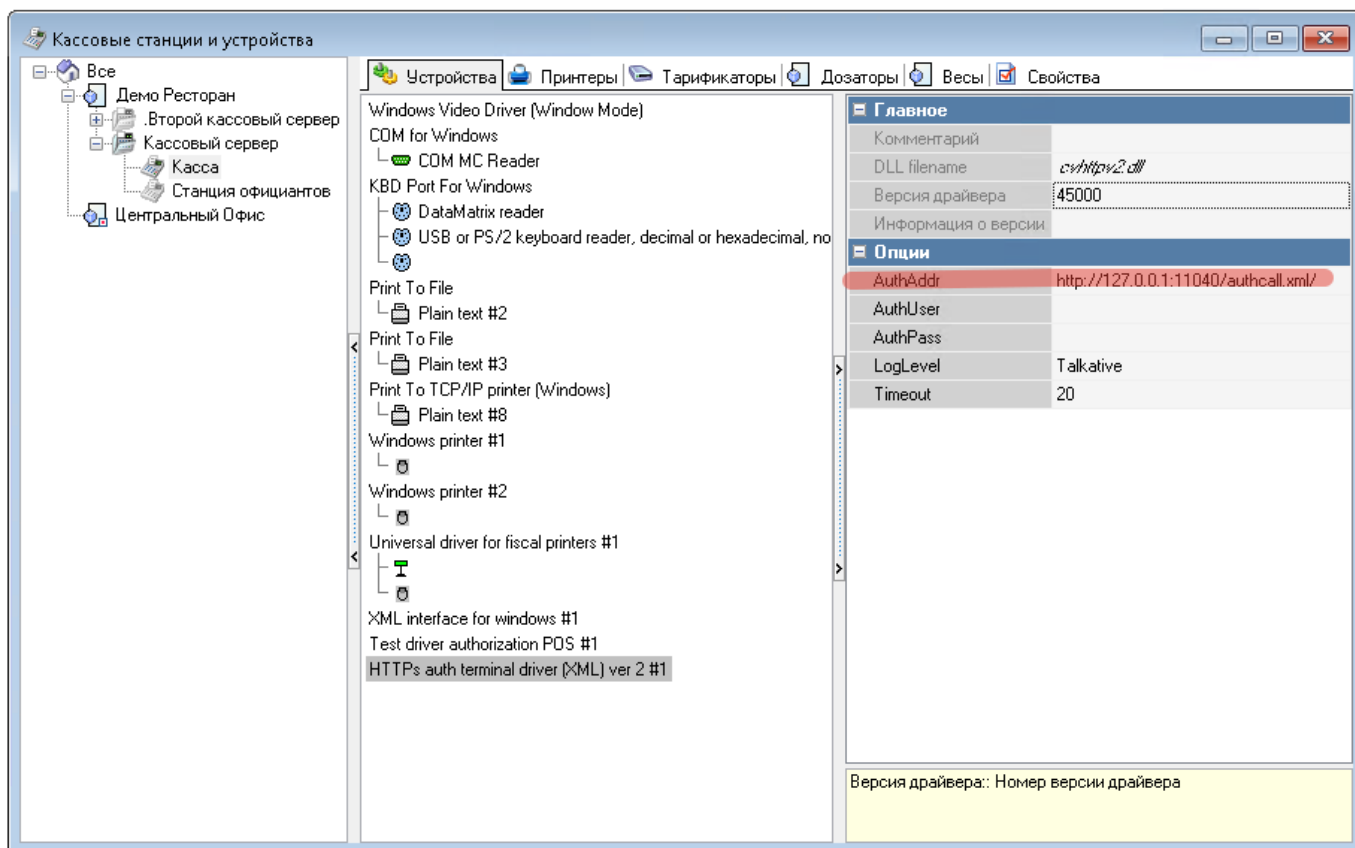 Кассовые станции и устройства
Все
Демо Ресторан
.Второй кассовый сервер
Кассовый сервер
Касса
Станция официантов
Центральный Офис
Устройства
Принтеры
Тарификаторы
Дозаторы
Весы
Свойства
Windows Video Driver (Window Mode)
COM for Windows
COM MC Reader
KBD Port For Windows
DataMatrix reader
USB or PS/2 keyboard reader, decimal or hexadecimal, no
Print To File
Plain text #2
Print To File
Plain text #3
Print To TCP/IP printer (Windows)
Plain text #8
Windows printer #1
Windows printer #2
Universal driver for fiscal printers #1
XML interface for windows #1
Test driver authorization POS #1
HTTPs auth terminal driver (XML) ver 2 #1
Главное
Комментарий
DLL filename cvhttpv2.dll
Версия драйвера 45000
Информация о версии
Опции
AuthAddr http://127.0.0.1:11040/authcall.xml/
AuthUser
AuthPass
LogLevel Talkative
Timeout 20
Версия драйвера:: Номер версии драйвера